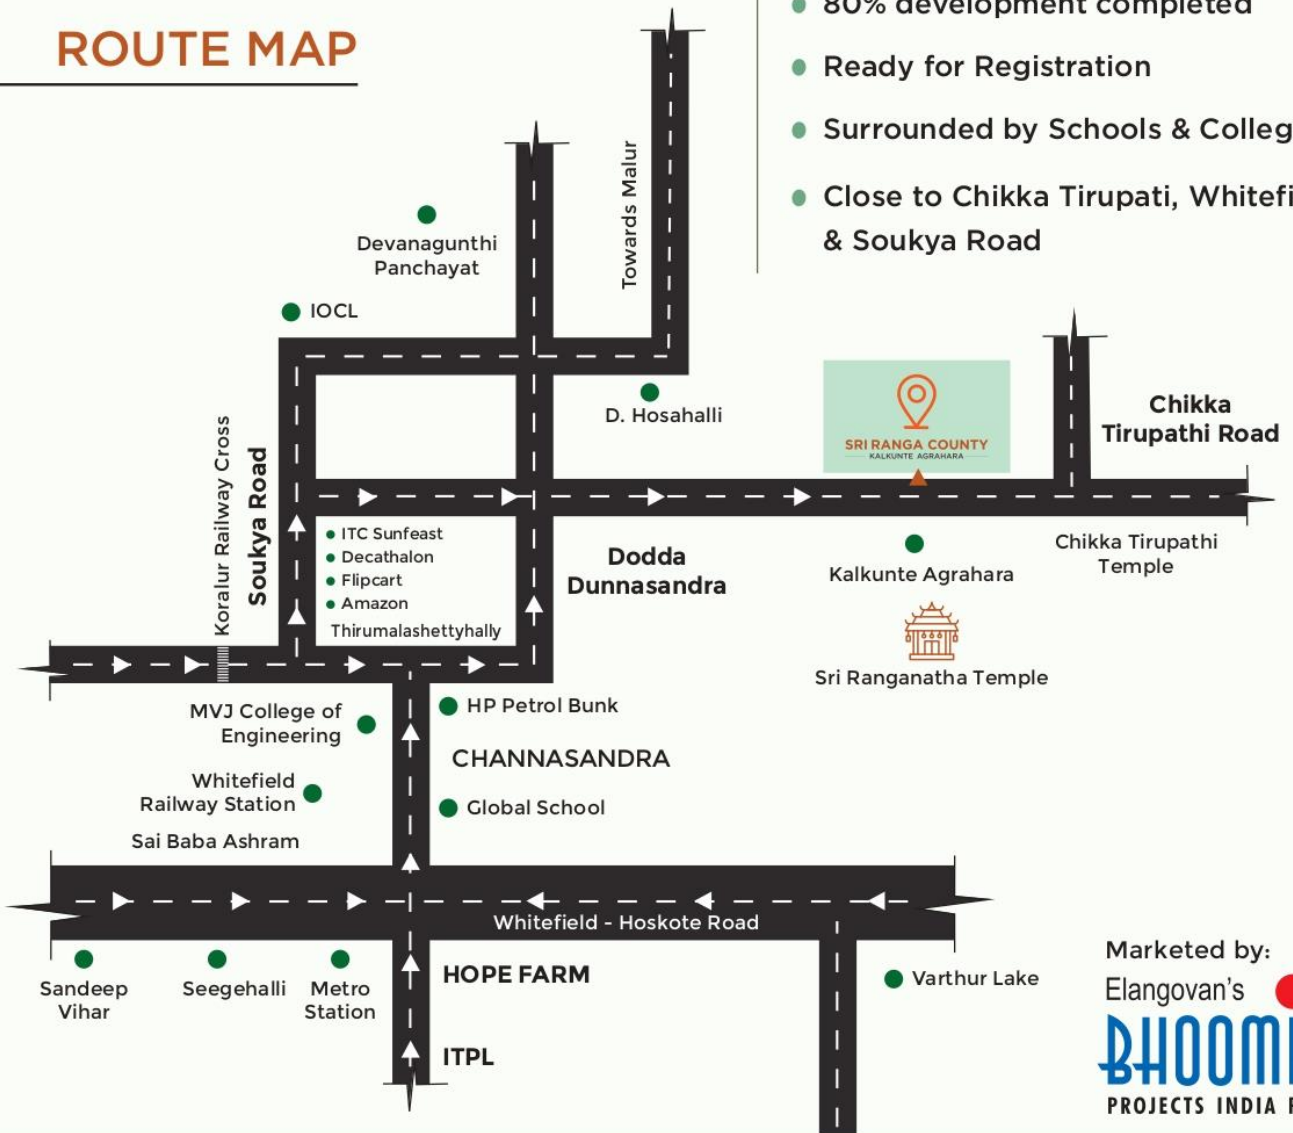 ROUTE MAP
80% development completed
Ready for Registration
Surrounded by Schools & Colleg
Close to Chikka Tirupati, Whitefi
& Soukya Road
Towards Malur
Devanagunthi
Panchayat
IOCL
D. Hosahalli
SRI RANGA COUNTY
KALKUNTE AGRAHARA
Chikka
Tirupathi Road
Koralur Railway Cross
Soukya Road
ITC Sunfeast
Decathalon
Flipcart
Amazon
Thirumalashettyhally
Dodda
Dunnasandra
Kalkunte Agrahara
Chikka Tirupathi
Temple
Sri Ranganatha Temple
MVJ College of
Engineering
HP Petrol Bunk
CHANNASANDRA
Whitefield
Railway Station
Global School
Sai Baba Ashram
Whitefield - Hoskote Road
Sandeep
Vihar
Seegehalli
Metro
Station
HOPE FARM
ITPL
Varthur Lake
Marketed by:
Elangovan's
BHOOM
PROJECTS INDIA